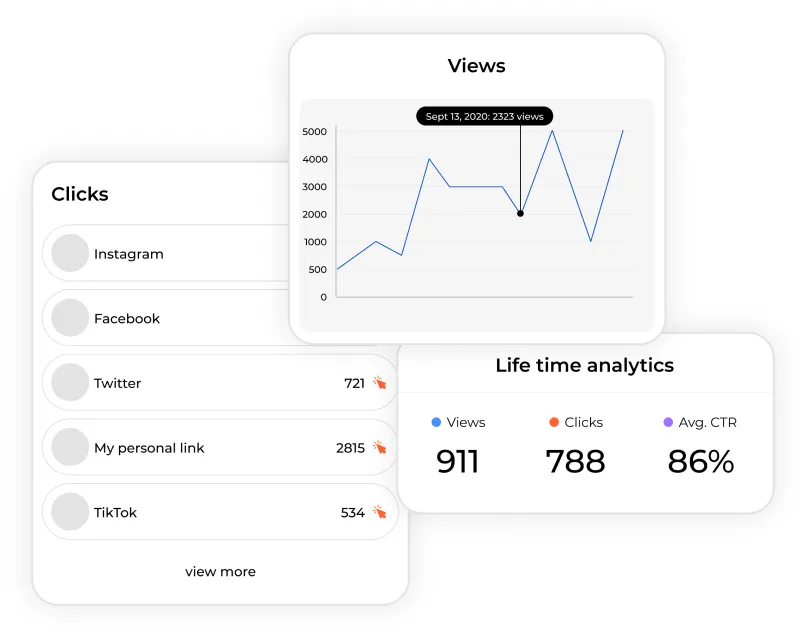 Views
Sept 13, 2020: 2323 views
5000
4000
3000
2000
1000
500
0
Clicks
Instagram
Facebook
Twitter 721
My personal link 2815
TikTok 534
view more
Life time analytics
Views Clicks Avg. CTR
911 788 86%